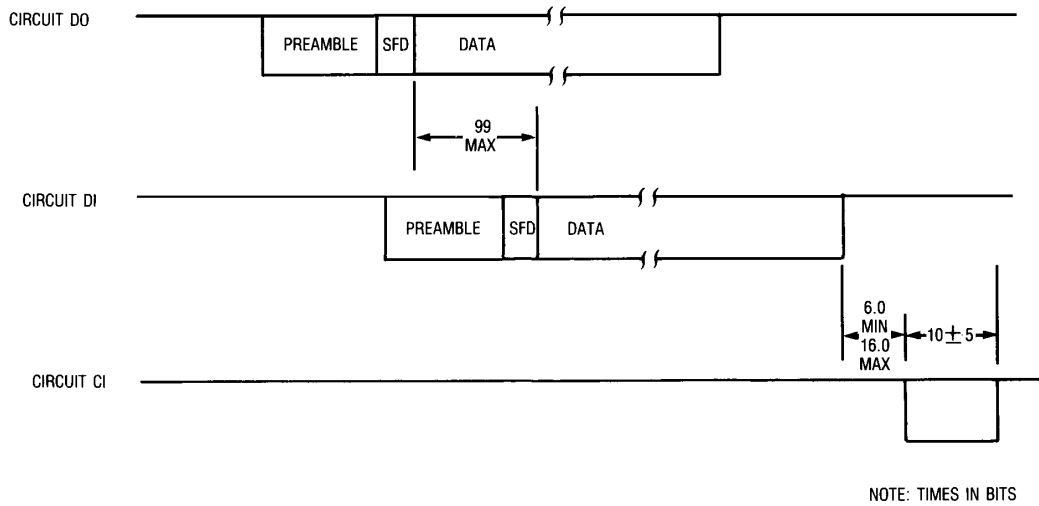 CIRCUIT DO
PREAMBLE SFD DATA
99
MAX
CIRCUIT DI
PREAMBLE SFD DATA
6.0
MIN
16.0
MAX
10 ± 5
CIRCUIT CI
NOTE: TIMES IN BITS